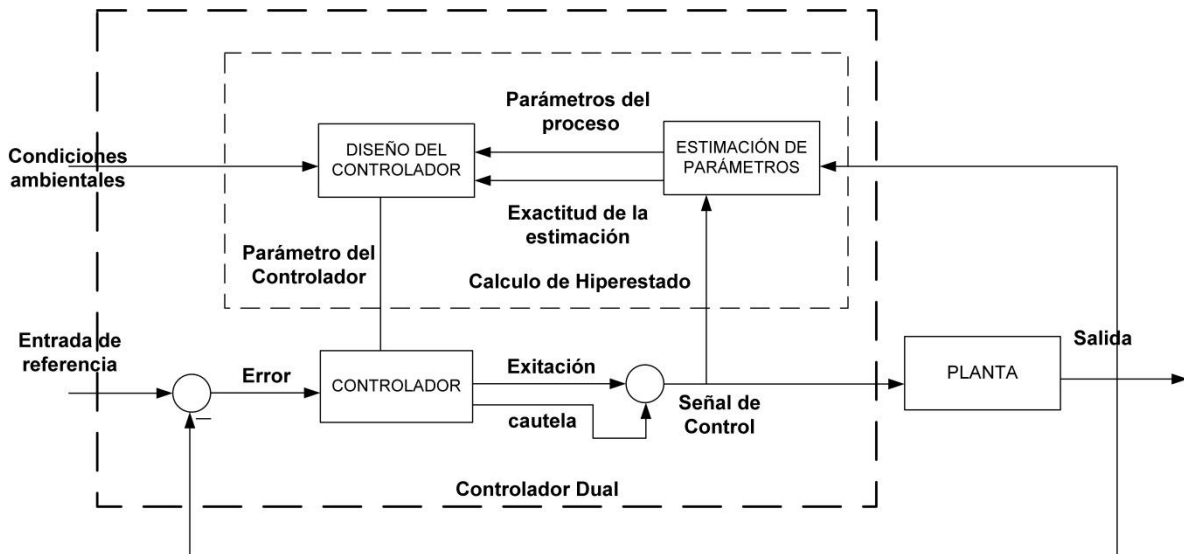 Parámetros del
proceso
Condiciones
ambientales
DISEÑO DEL
CONTROLADOR
ESTIMACIÓN DE
PARÁMETROS
Exactitud de la
estimación
Parámetro del
Controlador
Calculo de Hiperestado
Entrada de
referencia
Error
CONTROLADOR
Exitación
cautela
Señal de
Control
PLANTA
Salida
–
Controlador Dual